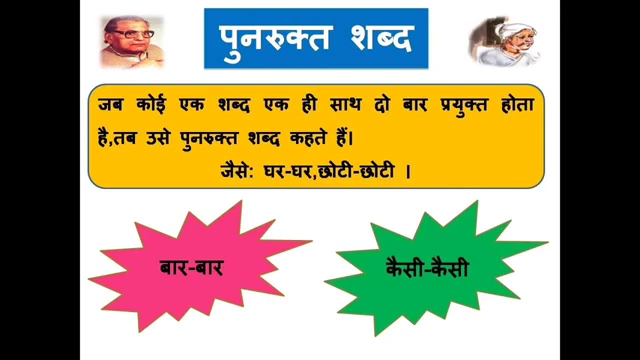 पुनरुक्त शब्द
जब कोई एक शब्द एक ही साथ दो बार प्रयुक्त होता
है,तब उसे पुनरुक्त शब्द कहते हैं।
जैसे: घर-घर,छोटी-छोटी ।
बार-बार
कैसी-कैसी